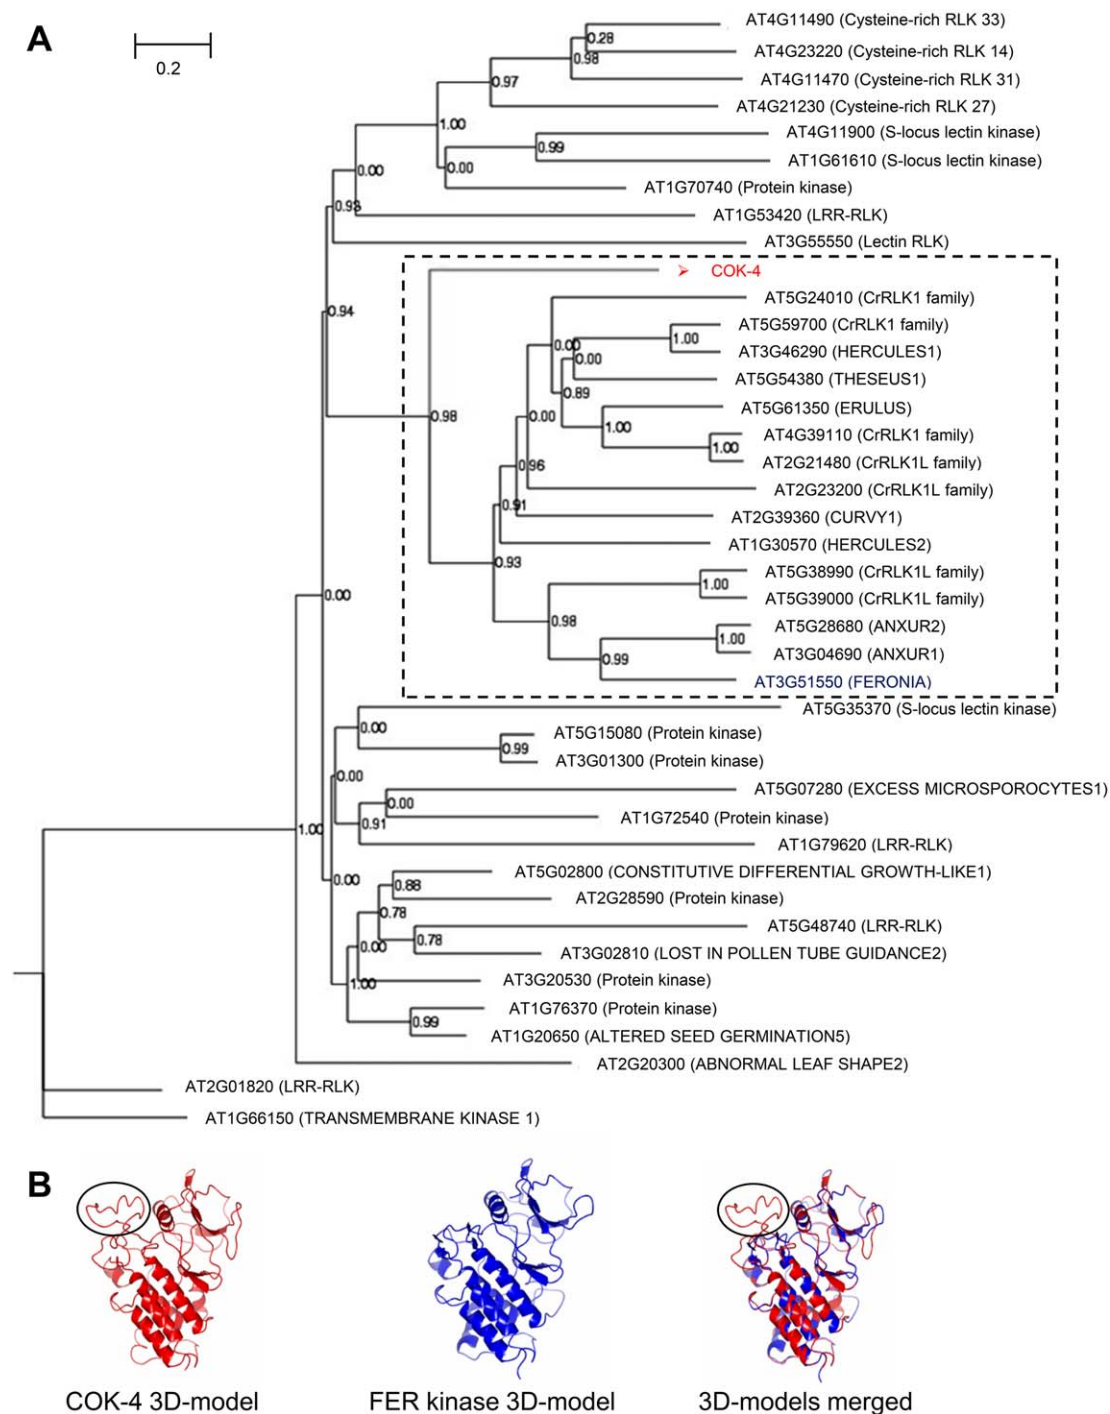 A
0.2
AT4G11490 (Cysteine-rich RLK 33)
0.28
AT4G23220 (Cysteine-rich RLK 14)
0.98
AT4G11470 (Cysteine-rich RLK 31)
0.97
AT4G21230 (Cysteine-rich RLK 27)
1.00
AT4G11900 (S-locus lectin kinase)
0.99
AT1G61610 (S-locus lectin kinase)
0.00
0.00
AT1G70740 (Protein kinase)
0.93
AT1G53420 (LRR-RLK)
AT3G55550 (Lectin RLK)
COK-4
AT5G24010 (CrRLK1 family)
0.94
AT5G59700 (CrRLK1 family)
1.00
0.00
AT3G46290 (HERCULES1)
0.00
AT5G54380 (THESEUS1)
0.89
AT5G61350 (ERULUS)
0.98
0.00
1.00
AT4G39110 (CrRLK1 family)
1.00
AT2G21480 (CrRLK1L family)
0.96
AT2G23200 (CrRLK1L family)
0.91
AT2G39360 (CURVY1)
AT1G30570 (HERCULES2)
0.93
AT5G38990 (CrRLK1L family)
1.00
AT5G39000 (CrRLK1L family)
0.00
0.98
AT5G28680 (ANXUR2)
1.00
AT3G04690 (ANXUR1)
0.99
AT3G51550 (FERONIA)
AT5G35370 (S-locus lectin kinase)
0.00
AT5G15080 (Protein kinase)
0.99
AT3G01300 (Protein kinase)
0.00
AT5G07280 (EXCESS MICROSPOROCYTES1)
0.00
AT1G72540 (Protein kinase)
0.91
1.00
AT1G79620 (LRR-RLK)
AT5G02800 (CONSTITUTIVE DIFFERENTIAL GROWTH-LIKE1)
0.00
0.88
AT2G28590 (Protein kinase)
0.78
AT5G48740 (LRR-RLK)
0.78
0.00
AT3G02810 (LOST IN POLLEN TUBE GUIDANCE2)
AT3G20530 (Protein kinase)
1.00
AT1G76370 (Protein kinase)
0.99
AT1G20650 (ALTERED SEED GERMINATION5)
AT2G20300 (ABNORMAL LEAF SHAPE2)
AT2G01820 (LRR-RLK)
AT1G66150 (TRANSMEMBRANE KINASE 1)
B
COK-4 3D-model
FER kinase 3D-model
3D-models merged